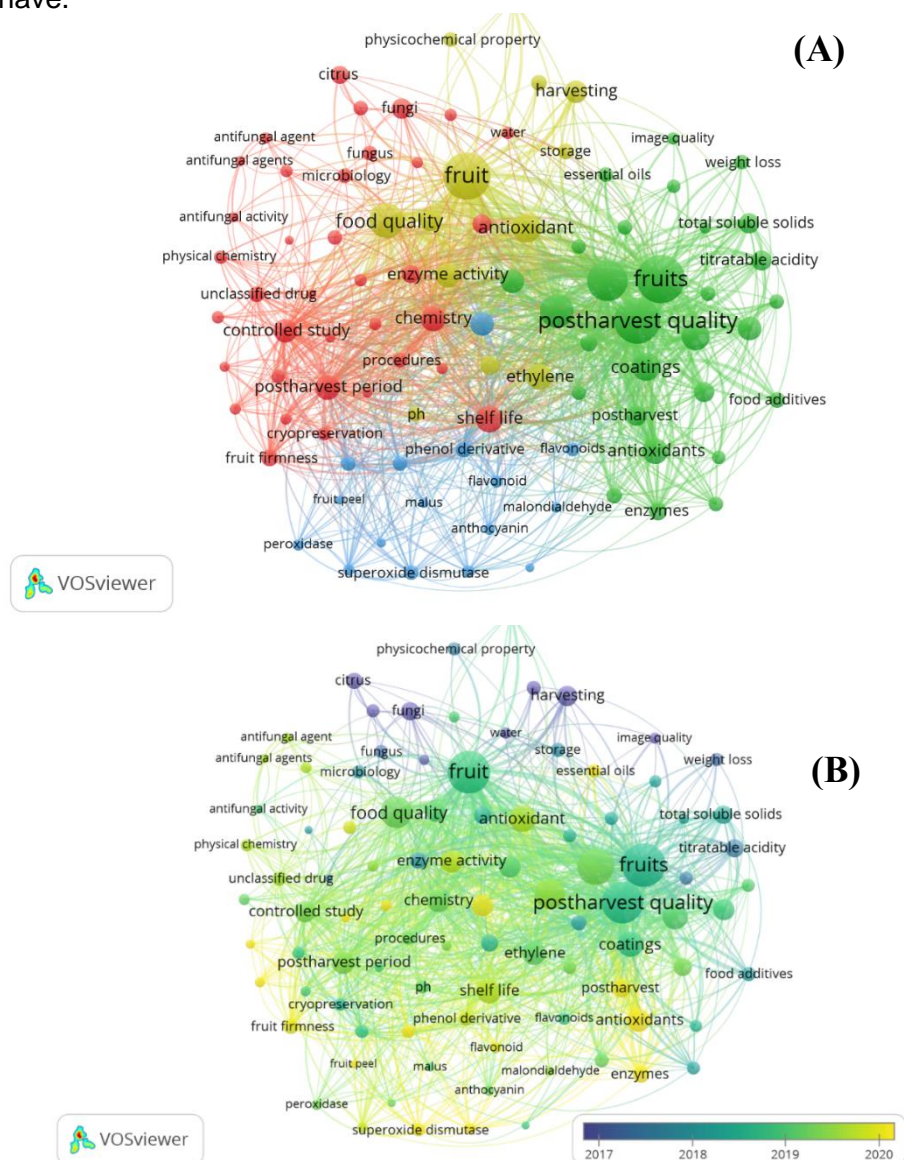 have.
(A)
physicochemical property
citrus
harvesting
fungi
antifungal agent
water
image quality
fungus
storage
antifungal agents
weight loss
microbiology
fruit
essential oils
antifungal activity
food quality
antioxidant
total soluble solids
physical chemistry
titratable acidity
enzyme activity
fruits
unclassified drug
chemistry
postharvest quality
controlled study
procedures
coatings
postharvest period
ethylene
food additives
ph
shelf life
postharvest
cryopreservation
phenol derivative
flavonoids
antioxidants
fruit firmness
flavonoid
fruit peel
malus
malondialdehyde
enzymes
anthocyanin
peroxidase
superoxide dismutase
VOSviewer
physicochemical property
citrus
harvesting
fungi
antifungal agent
water
image quality
fungus
storage
antifungal agents
weight loss
(B)
microbiology
fruit
essential oils
antifungal activity
food quality
antioxidant
total soluble solids
physical chemistry
titratable acidity
enzyme activity
fruits
unclassified drug
chemistry
postharvest quality
controlled study
procedures
coatings
postharvest period
ethylene
food additives
ph
shelf life
postharvest
cryopreservation
phenol derivative
flavonoids
antioxidants
fruit firmness
flavonoid
fruit peel
malus
malondialdehyde
enzymes
anthocyanin
peroxidase
superoxide dismutase
VOSviewer
2017 2018 2019 2020